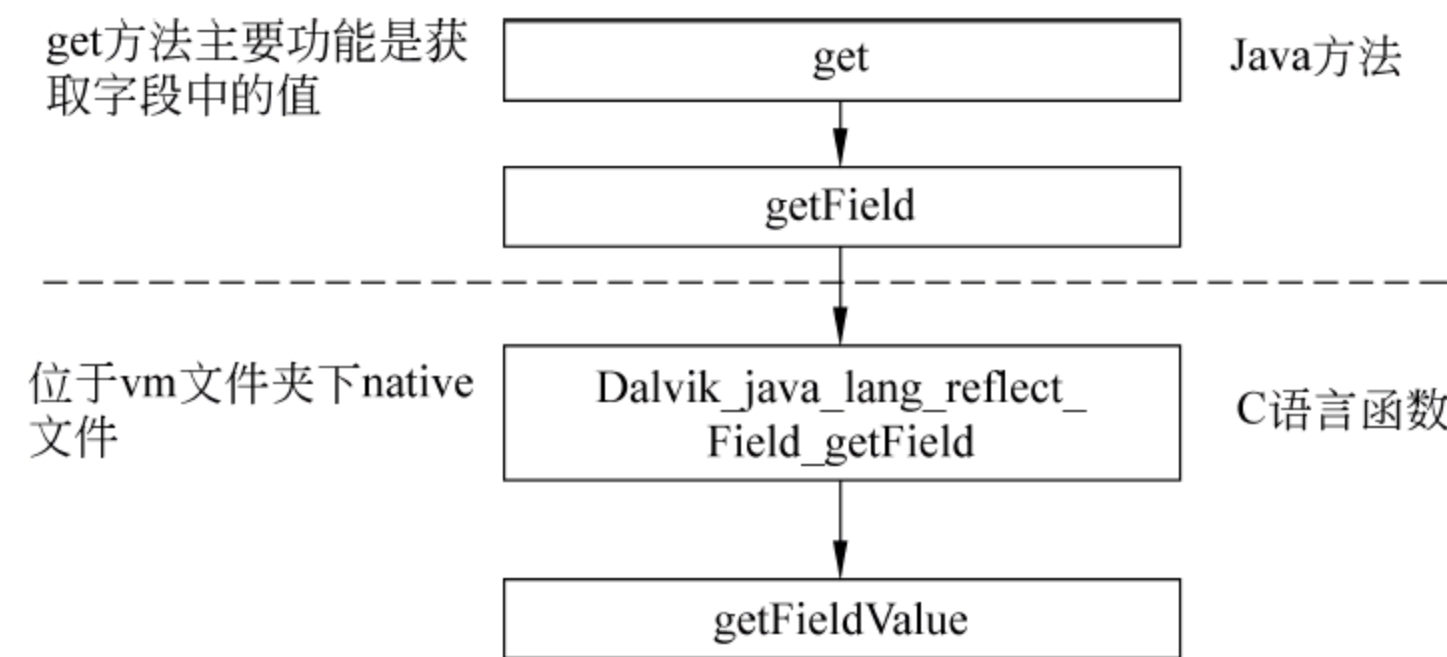 get方法主要功能是获
取字段中的值
get
Java方法
getField
位于vm文件夹下native
文件
Dalvik_java_lang_reflect_
Field_getField
C语言函数
getFieldValue